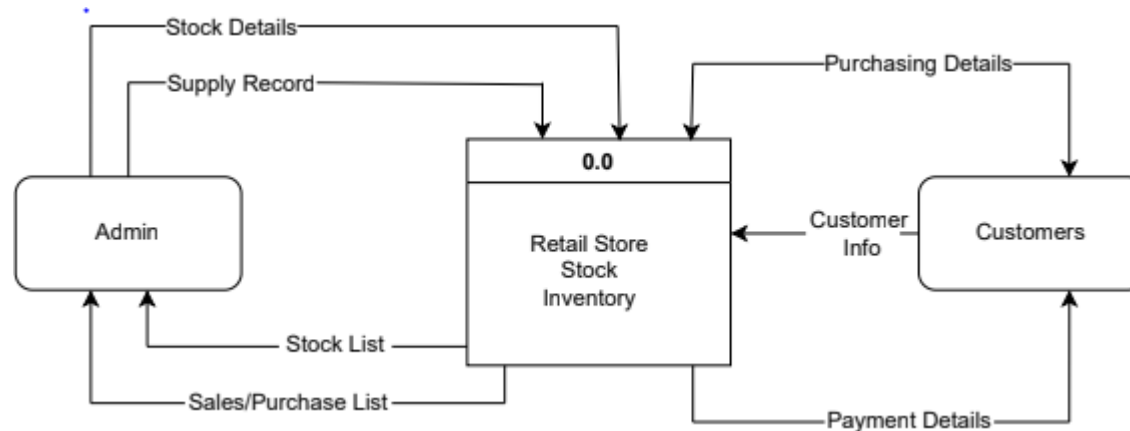 Stock Details
Supply Record
Purchasing Details
0.0
Admin
Retail Store
Stock
Inventory
Customer
Info
Customers
Stock List
Sales/Purchase List
Payment Details